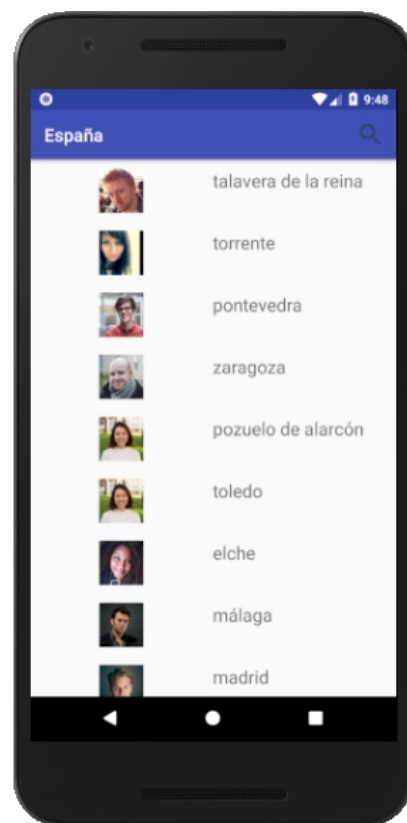 9:48
España
talavera de la reina
torrente
pontevedra
zaragoza
pozuelo de alarcón
toledo
elche
málaga
madrid